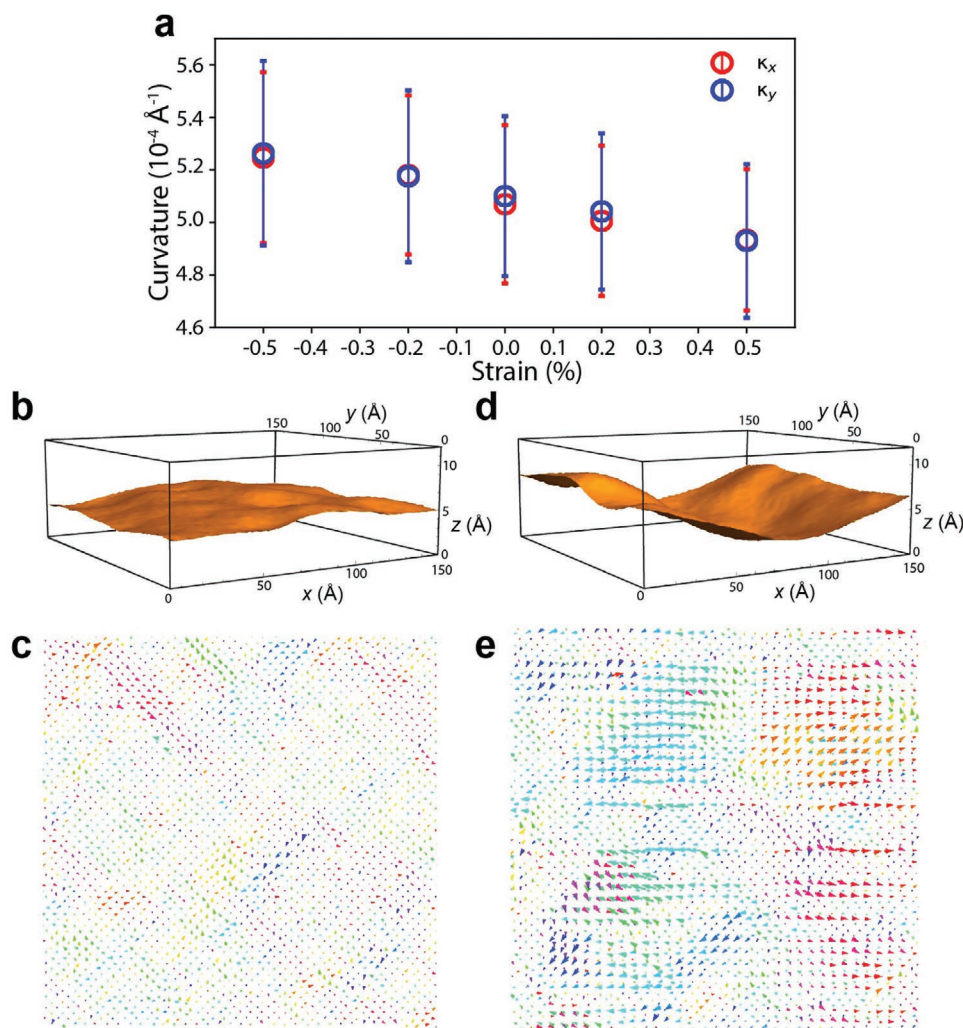 a
5.6
5.4
5.2
5.0
4.8
4.6
Curvature (10⁻⁴ Å⁻¹)
κx
κy
-0.5 -0.4 -0.2 -0.2 -0.1 0.0 0.1 0.2 0.3 0.4 0.5
Strain (%)
b
y (Å)
150
100
50
0
10
5
0
z (Å)
0
50
100
150
x (Å)
d
y (Å)
150
100
50
0
10
5
0
z (Å)
0
50
100
150
x (Å)
c
e